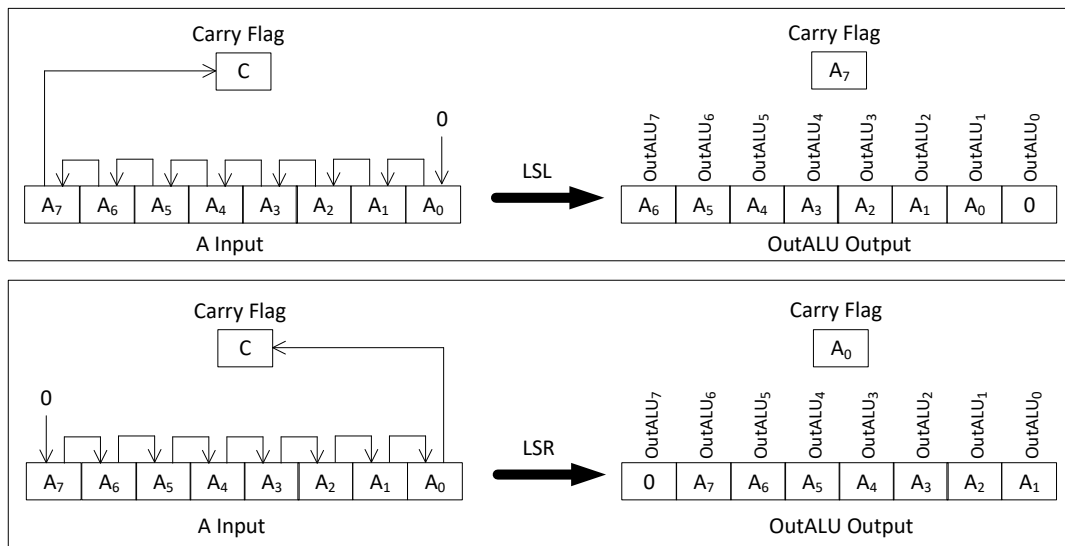 Carry Flag
C
0
A₇ A₆ A₅ A₄ A₃ A₂ A₁ A₀
A Input
LSL
Carry Flag
A₇
OutALU₇ OutALU₆ OutALU₅ OutALU₄ OutALU₃ OutALU₂ OutALU₁ OutALU₀
A₆ A₅ A₄ A₃ A₂ A₁ A₀ 0
OutALU Output
Carry Flag
C
0
A₇ A₆ A₅ A₄ A₃ A₂ A₁ A₀
A Input
LSR
Carry Flag
A₀
OutALU₇ OutALU₆ OutALU₅ OutALU₄ OutALU₃ OutALU₂ OutALU₁ OutALU₀
0 A₇ A₆ A₅ A₄ A₃ A₂ A₁
OutALU Output